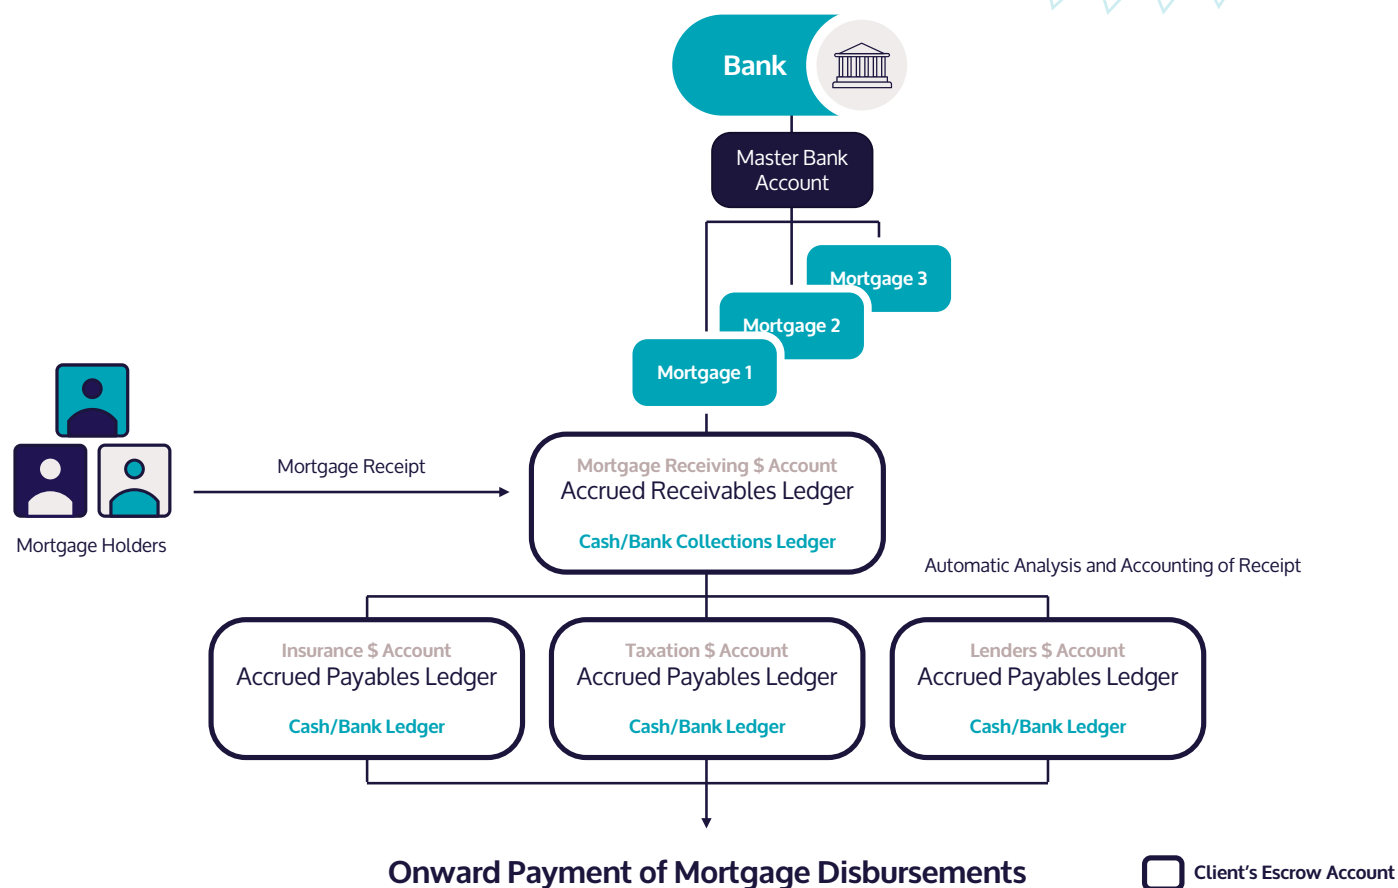 Bank
Master Bank
Account
Mortgage 3
Mortgage 2
Mortgage 1
Mortgage Receipt
Mortgage Holders
Mortgage Receiving $ Account
Accrued Receivables Ledger
Cash/Bank Collections Ledger
Automatic Analysis and Accounting of Receipt
Insurance $ Account
Accrued Payables Ledger
Cash/Bank Ledger
Taxation $ Account
Accrued Payables Ledger
Cash/Bank Ledger
Lenders $ Account
Accrued Payables Ledger
Cash/Bank Ledger
Onward Payment of Mortgage Disbursements
Client's Escrow Account